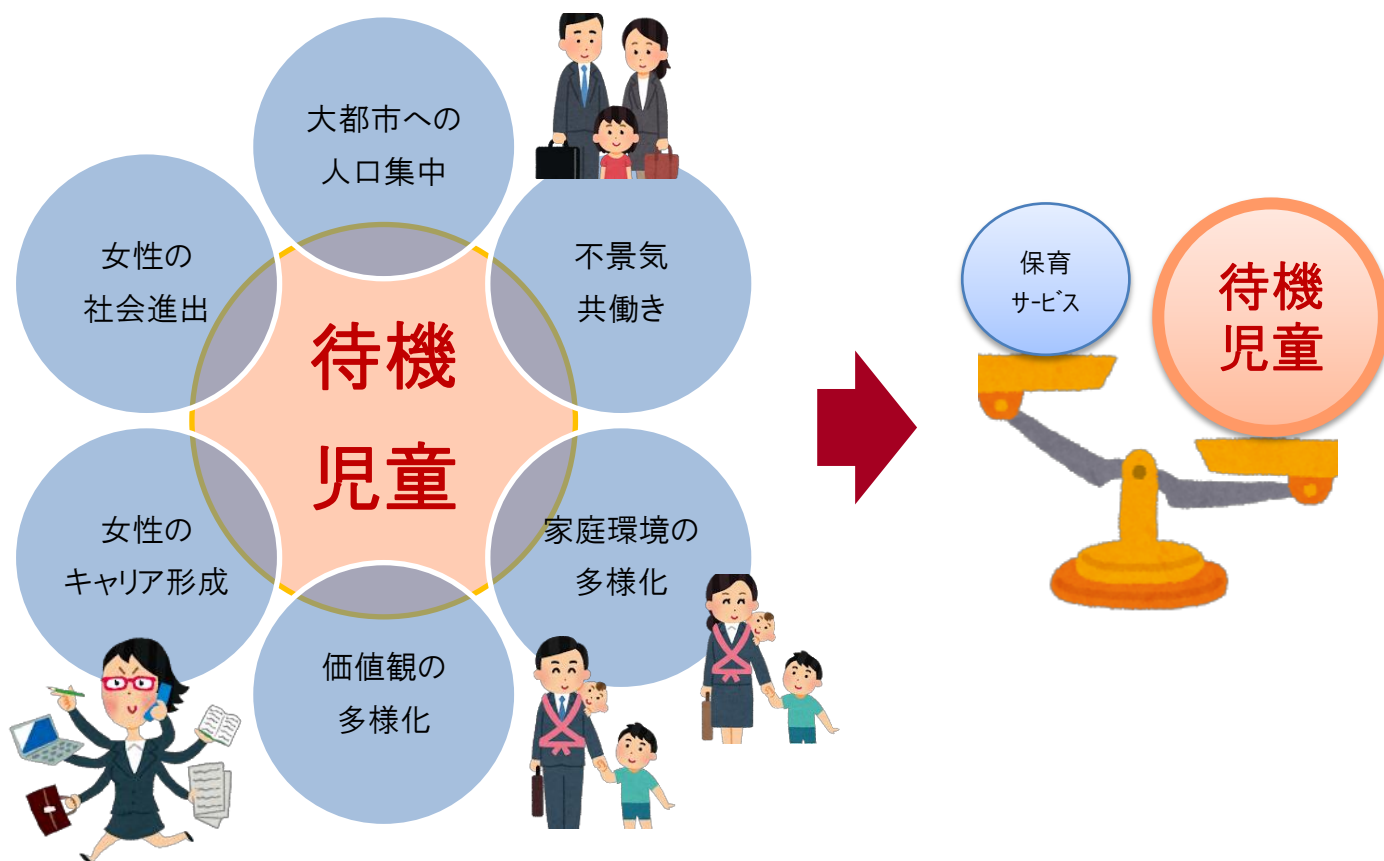 大都市への
人口集中
女性の
社会進出
不景気
共働き
待機
児童
女性の
キャリア形成
家庭環境の
多様化
価値観の
多様化
保育
サービス
待機
児童